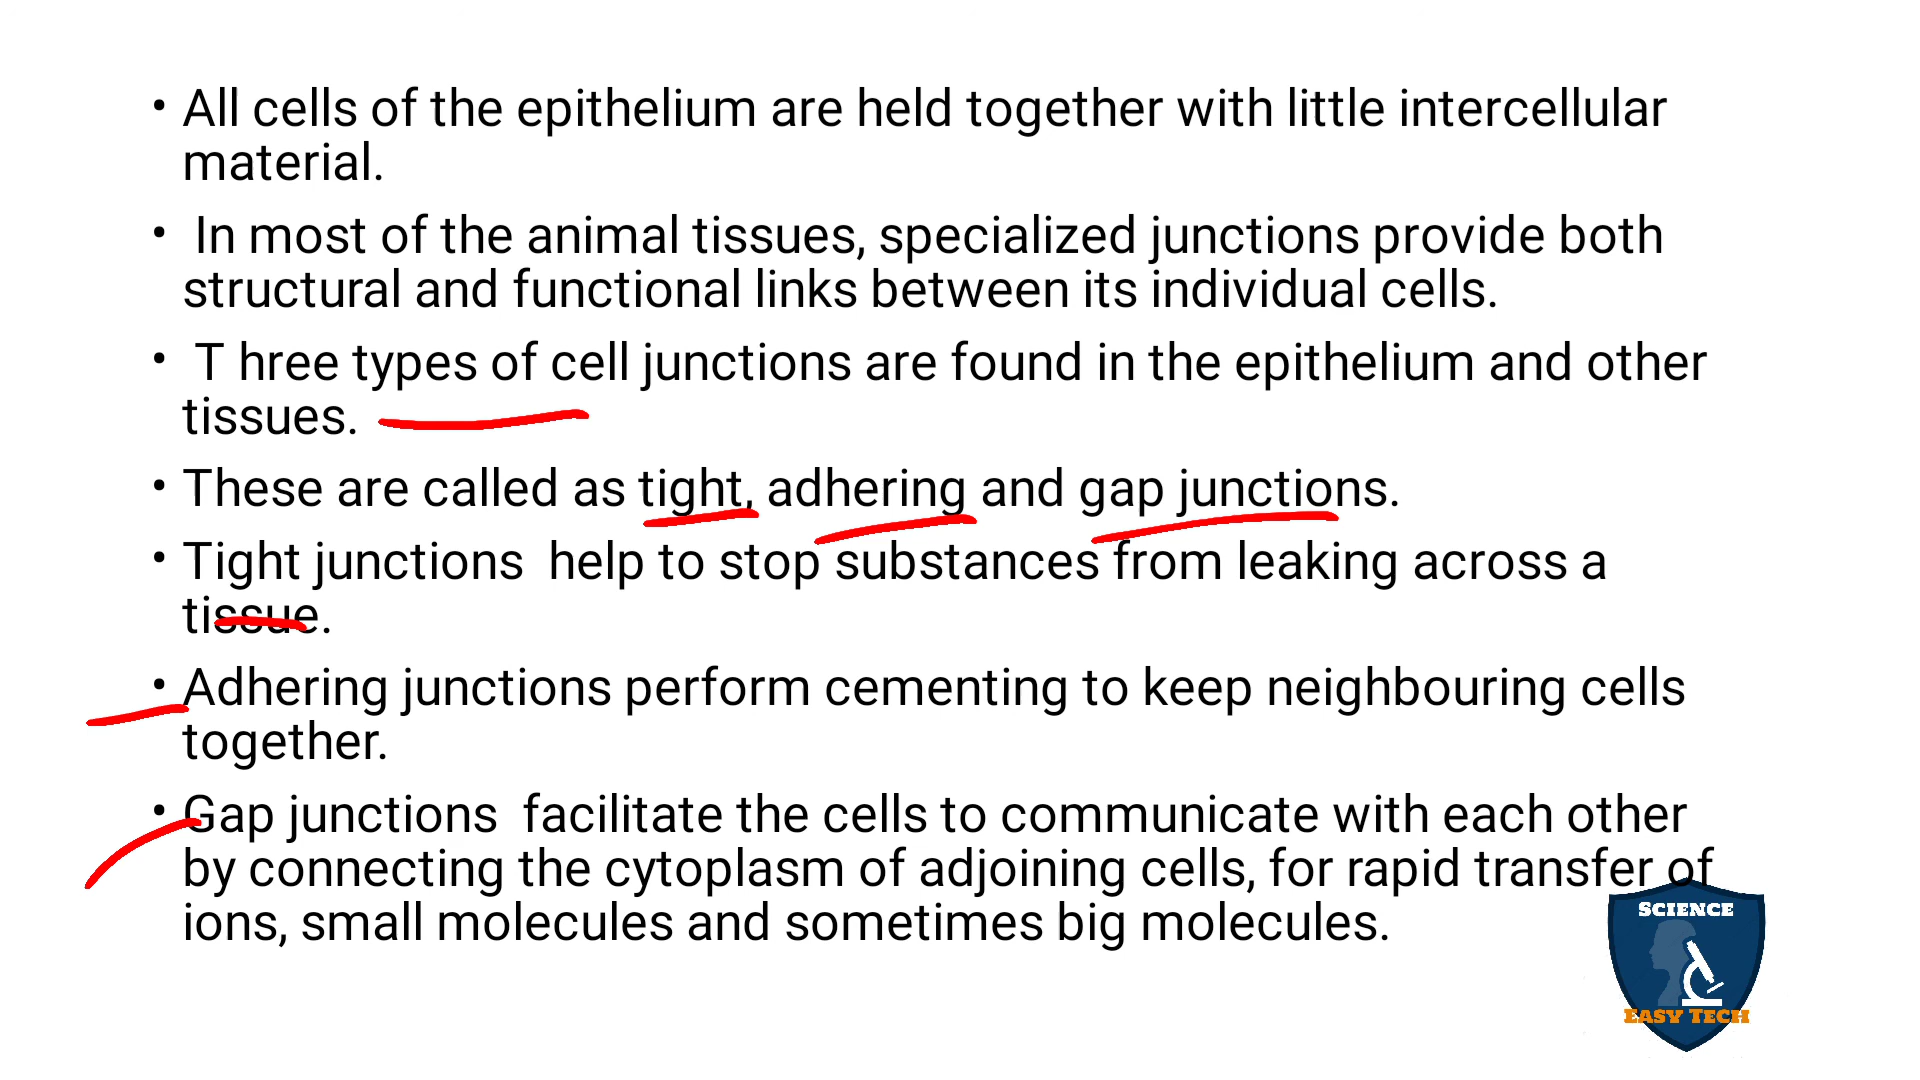 • All cells of the epithelium are held together with little intercellular
material.
• In most of the animal tissues, specialized junctions provide both
structural and functional links between its individual cells.
• T hree types of cell junctions are found in the epithelium and other
tissues.
• These are called as tight, adhering and gap junctions.
• Tight junctions  help to stop substances from leaking across a
tissue.
• Adhering junctions perform cementing to keep neighbouring cells
together.
• Gap junctions  facilitate the cells to communicate with each other
by connecting the cytoplasm of adjoining cells, for rapid transfer of
ions, small molecules and sometimes big molecules.
SCIENCE
EASY TECH